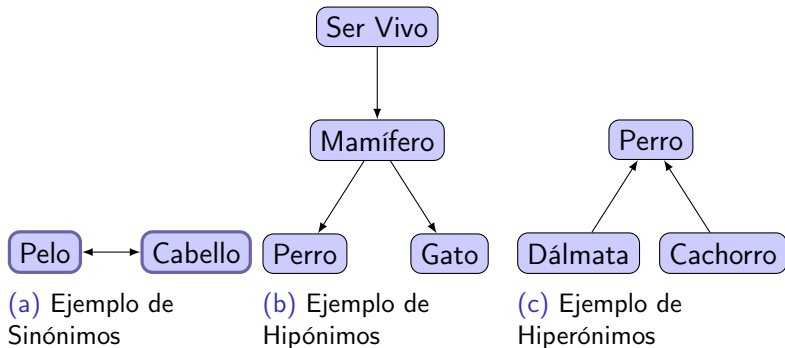 Ser Vivo
Mamífero
Perro
Gato
Pelo
Cabello
Perro
Dálmata
Cachorro
(a) Ejemplo de
Sinónimos
(b) Ejemplo de
Hipónimos
(c) Ejemplo de
Hiperónimos